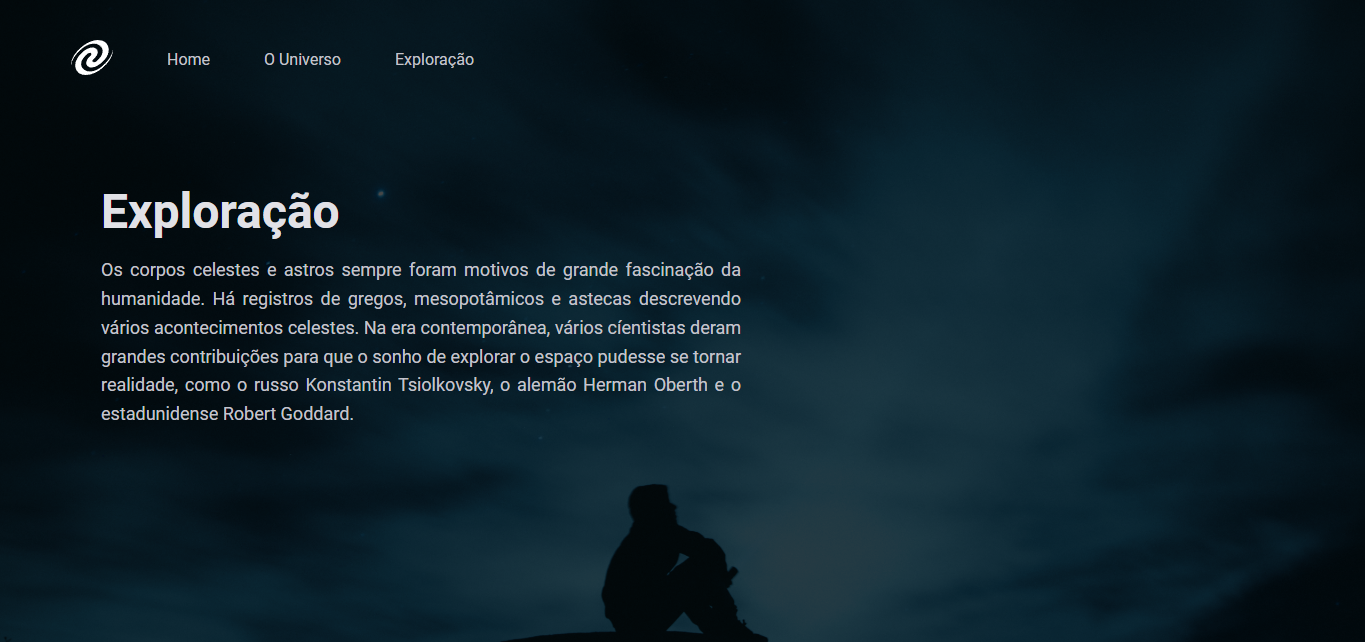 Home
O Universo
Exploração
Exploração
Os corpos celestes e astros sempre foram motivos de grande fascinação da
humanidade. Há registros de gregos, mesopotâmicos e astecas descrevendo
vários acontecimentos celestes. Na era contemporânea, vários cíentistas deram
grandes contribuições para que o sonho de explorar o espaço pudesse se tornar
realidade, como o russo Konstantin Tsiolkovsky, o alemão Herman Oberth e o
estadunidense Robert Goddard.